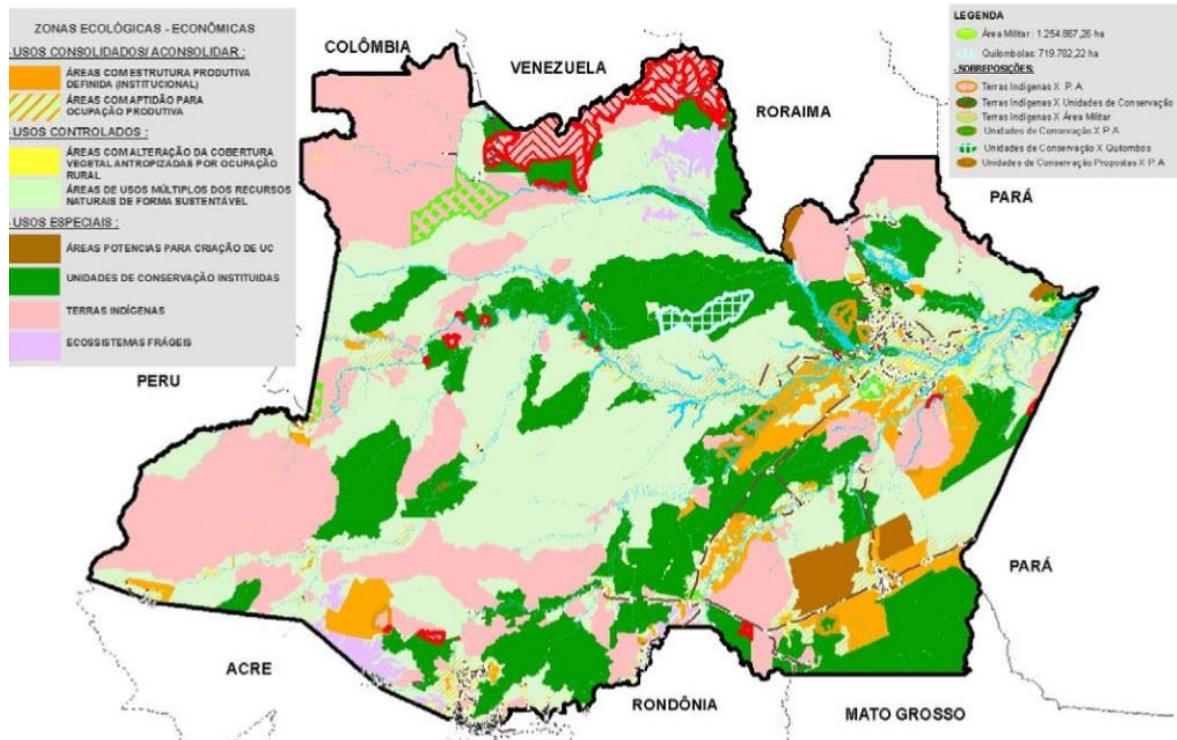 ZONAS ECOLÓGICAS - ECONÔMICAS
- USOS CONSOLIDADOS/ A CONSOLIDAR :
ÁREAS COM ESTRUTURA PRODUTIVA
DEFINIDA (INSTITUCIONAL)
ÁREAS COM APTIDÃO PARA
OCUPAÇÃO PRODUTIVA
- USOS CONTROLADOS :
ÁREAS COM ALTERAÇÃO DA COBERTURA
VEGETAL ANTROPIZADAS POR OCUPAÇÃO
RURAL
ÁREAS DE USOS MÚLTIPLOS DOS RECURSOS
NATURAIS DE FORMA SUSTENTÁVEL
- USOS ESPECIAIS :
ÁREAS POTENCIAS PARA CRIAÇÃO DE UC
UNIDADES DE CONSERVAÇÃO INSTITUIDAS
TERRAS INDÍGENAS
ECOSSISTEMAS FRÁGEIS
LEGENDA
Área Militar : 1.254.867,26 ha
Quilombolas 719.782,22 ha
- SOBREPOSIÇÕES:
Terras Indígenas X P. A
Terras Indígenas X Unidades de Conservação
Terras Indígenas X Área Militar
Unidades de Conservação X P.A
Unidades de Conservação X Quilombos
Unidades de Conservação Propostas X P.A
COLÔMBIA
VENEZUELA
RORAIMA
PARÁ
PERU
PARÁ
ACRE
RONDÔNIA
MATO GROSSO